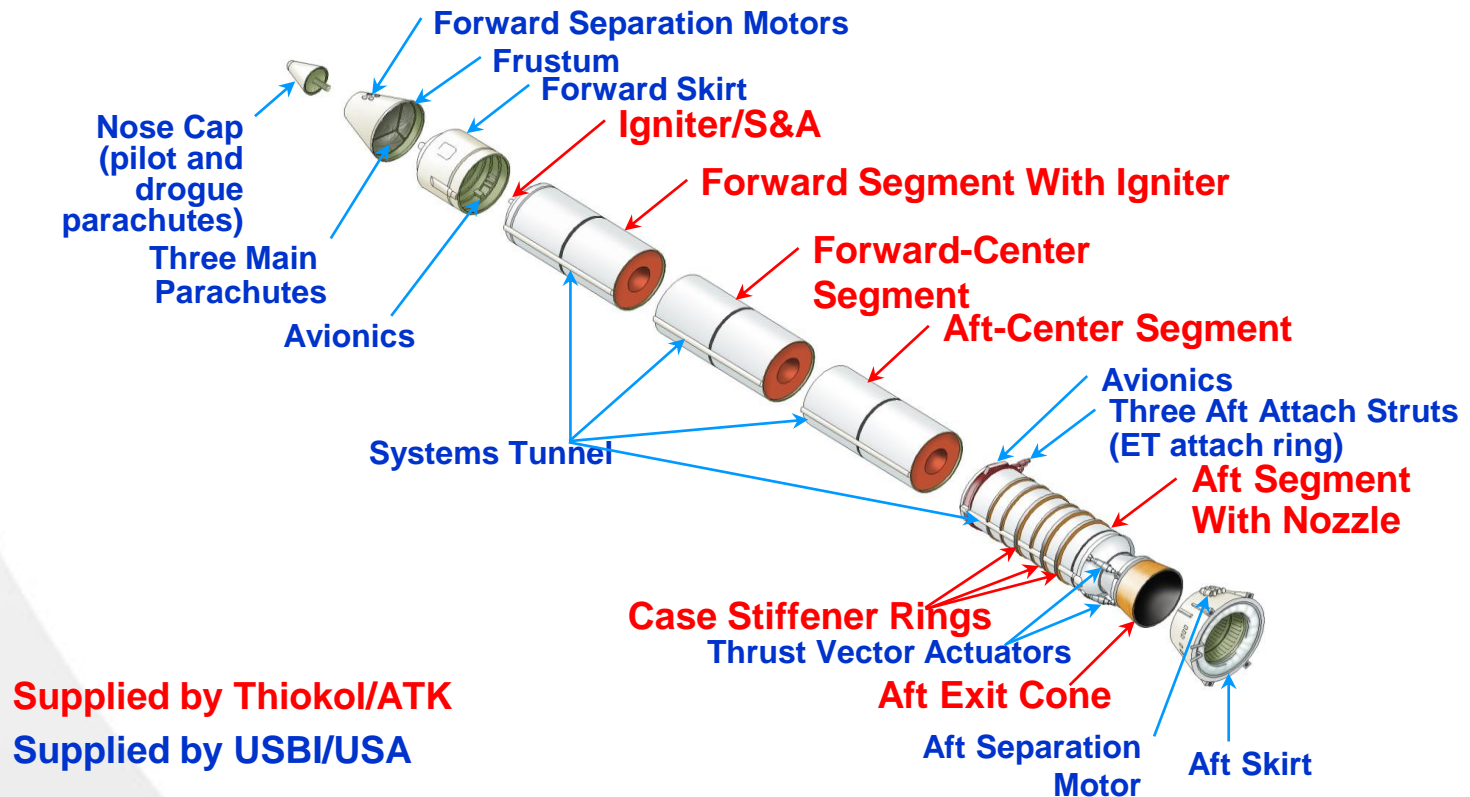 Forward Separation Motors
Frustum
Forward Skirt
Igniter/S&A
Nose Cap
(pilot and
drogue
parachutes)
Forward Segment With Igniter
Three Main
Parachutes
Forward-Center
Segment
Avionics
Aft-Center Segment
Avionics
Three Aft Attach Struts
(ET attach ring)
Systems Tunnel
Aft Segment
With Nozzle
Case Stiffener Rings
Thrust Vector Actuators
Aft Exit Cone
Supplied by Thiokol/ATK
Supplied by USBI/USA
Aft Separation
Motor
Aft Skirt